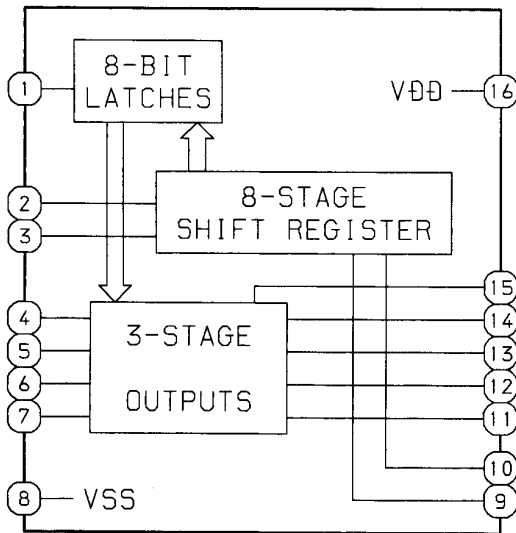 8-BIT
LATCHES
1
VDD
16
2
8-STAGE
3
SHIFT REGISTER
15
4
3-STAGE
14
5
13
6
OUTPUTS
12
7
11
10
8
VSS
9